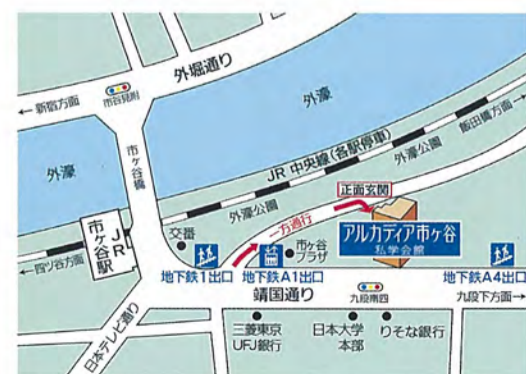 外堀通り
←新宿方面
市谷見附
外濠
外濠
飯田橋方面→
JR 中央線(各駅停車)
外濠公園
市ヶ谷橋
外濠
正面玄関
外濠公園
一方通行
アルカディア市ヶ谷
私学会館
JR
市ヶ谷駅
交番
市ヶ谷
プラザ
←四ツ谷方面
地下鉄1出口
地下鉄A1出口
地下鉄A4出口
靖国通り
九段南四
九段下方面→
日本テレビ通り
三菱東京
UFJ銀行
日本大学
本部
りそな銀行